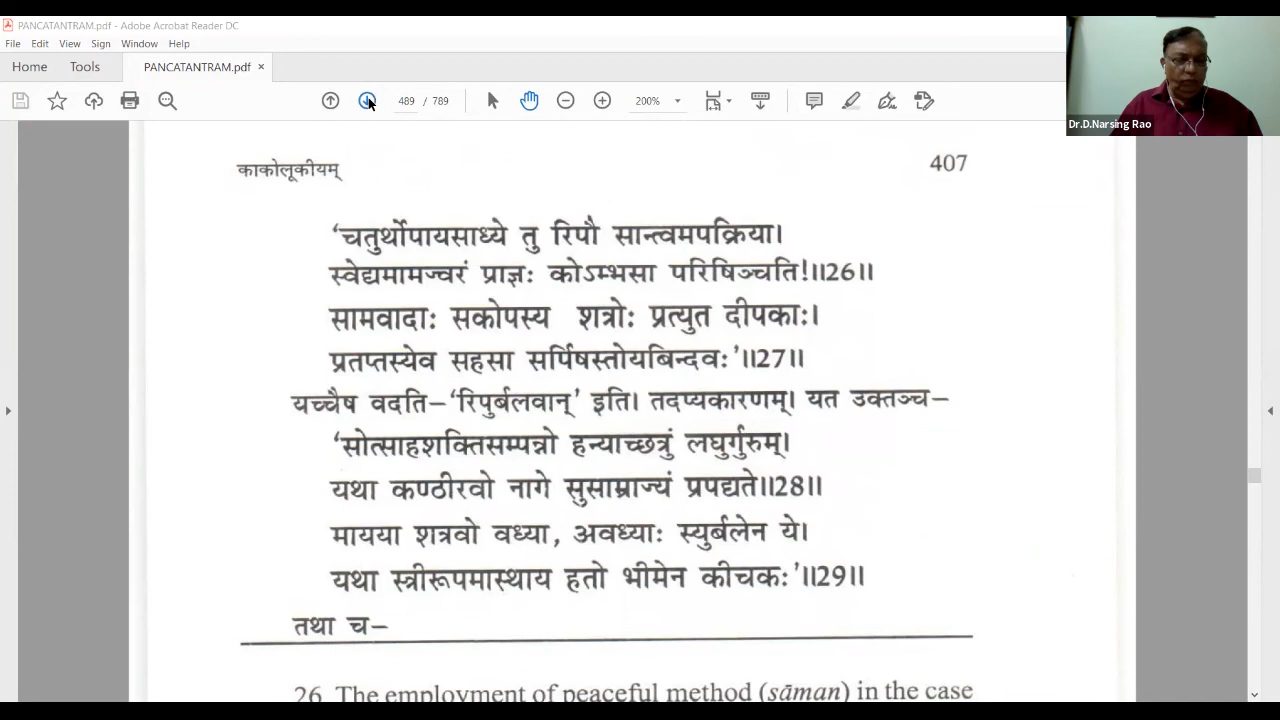 PANCATANTRAM.pdf - Adobe Acrobat Reader DC
File Edit View Sign Window Help
Home Tools PANCATANTRAM.pdf ×
489 / 789 200%
Dr.D.Narsing Rao
काकोलूकीयम् 407
‘चतुर्थोपायसाध्ये तु रिपौ सान्त्वमपक्रिया।
स्वेद्यमामज्वरं प्राज्ञः कोऽम्भसा परिषिञ्चति!॥26॥
सामवादाः सकोपस्य शत्रोः प्रत्युत दीपकाः।
प्रतप्तस्येव सहसा सर्पिषस्तोयबिन्दवः’॥27॥
यच्चैष वदति–‘रिपुर्बलवान्’ इति। तदप्यकारणम्। यत उक्तञ्च–
‘सोत्साहशक्तिसम्पन्नो हन्याच्छत्रुं लघुर्गुरुम्।
यथा कण्ठीरवो नागे सुसाम्राज्यं प्रपद्यते॥28॥
मायया शत्रवो वध्या, अवध्याः स्युर्बलेन ये।
यथा स्त्रीरूपमास्थाय हतो भीमेन कीचकः’॥29॥
तथा च–
26. The employment of peaceful method (sāman) in the case